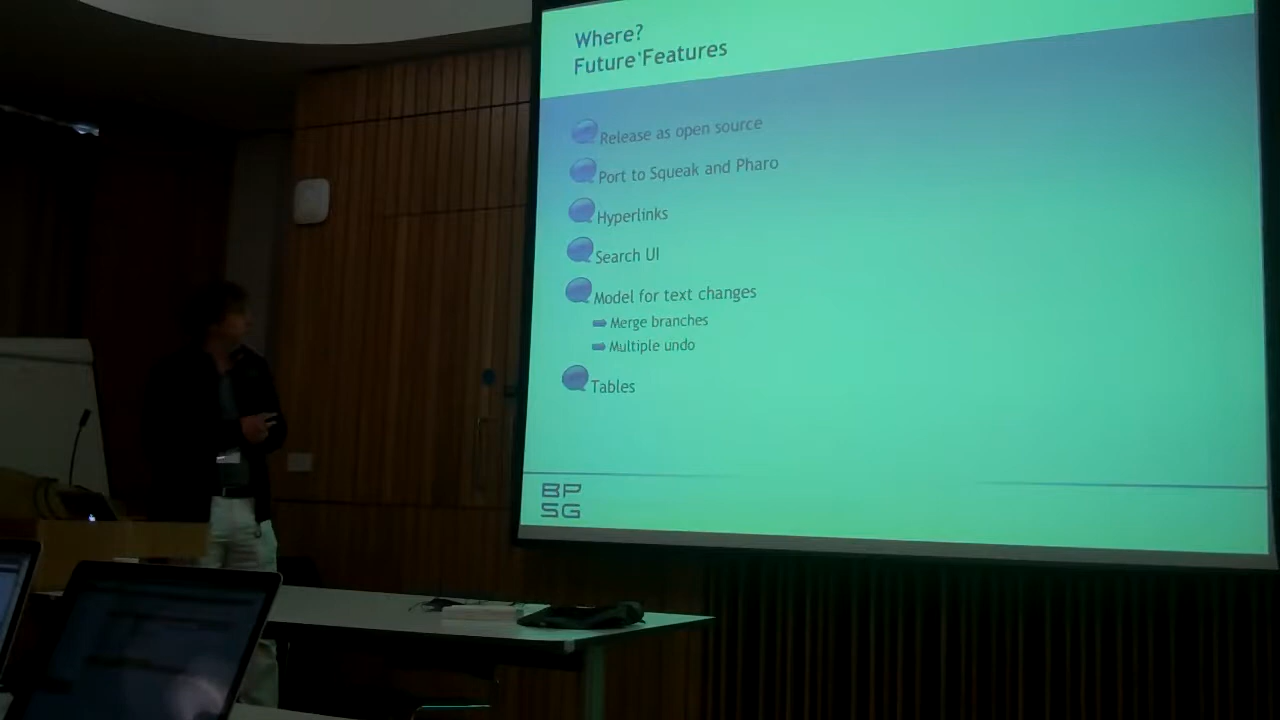 Where?
Future Features
Release as open source
Port to Squeak and Pharo
Hyperlinks
Search UI
Model for text changes
Merge branches
Multiple undo
Tables
BP
SG